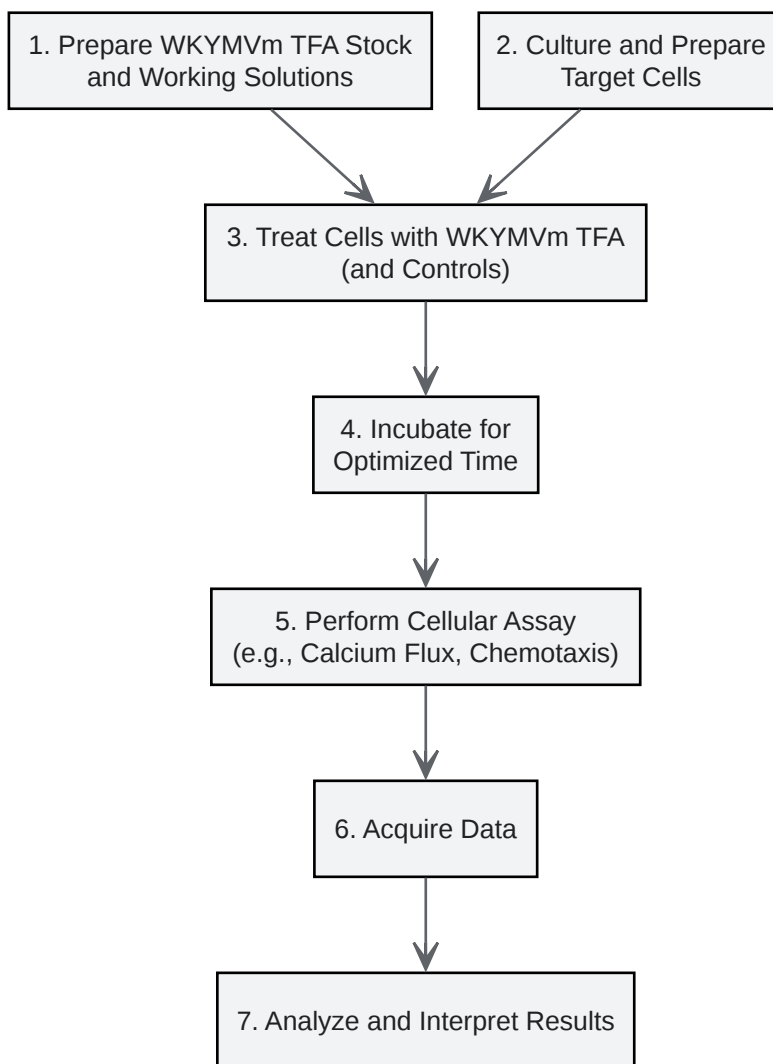 1. Prepare WKYMVm TFA Stock
and Working Solutions
2. Culture and Prepare
Target Cells
3. Treat Cells with WKYMVm TFA
(and Controls)
4. Incubate for
Optimized Time
5. Perform Cellular Assay
(e.g., Calcium Flux, Chemotaxis)
6. Acquire Data
7. Analyze and Interpret Results